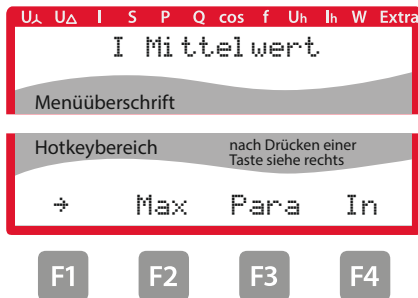 U⅄ U△ I S P Q cos f Uh Ih W Extra
I Mittelwert
Menüüberschrift
Hotkeybereich nach Drücken einer
Taste siehe rechts
→ Max Para In
F1 F2 F3 F4